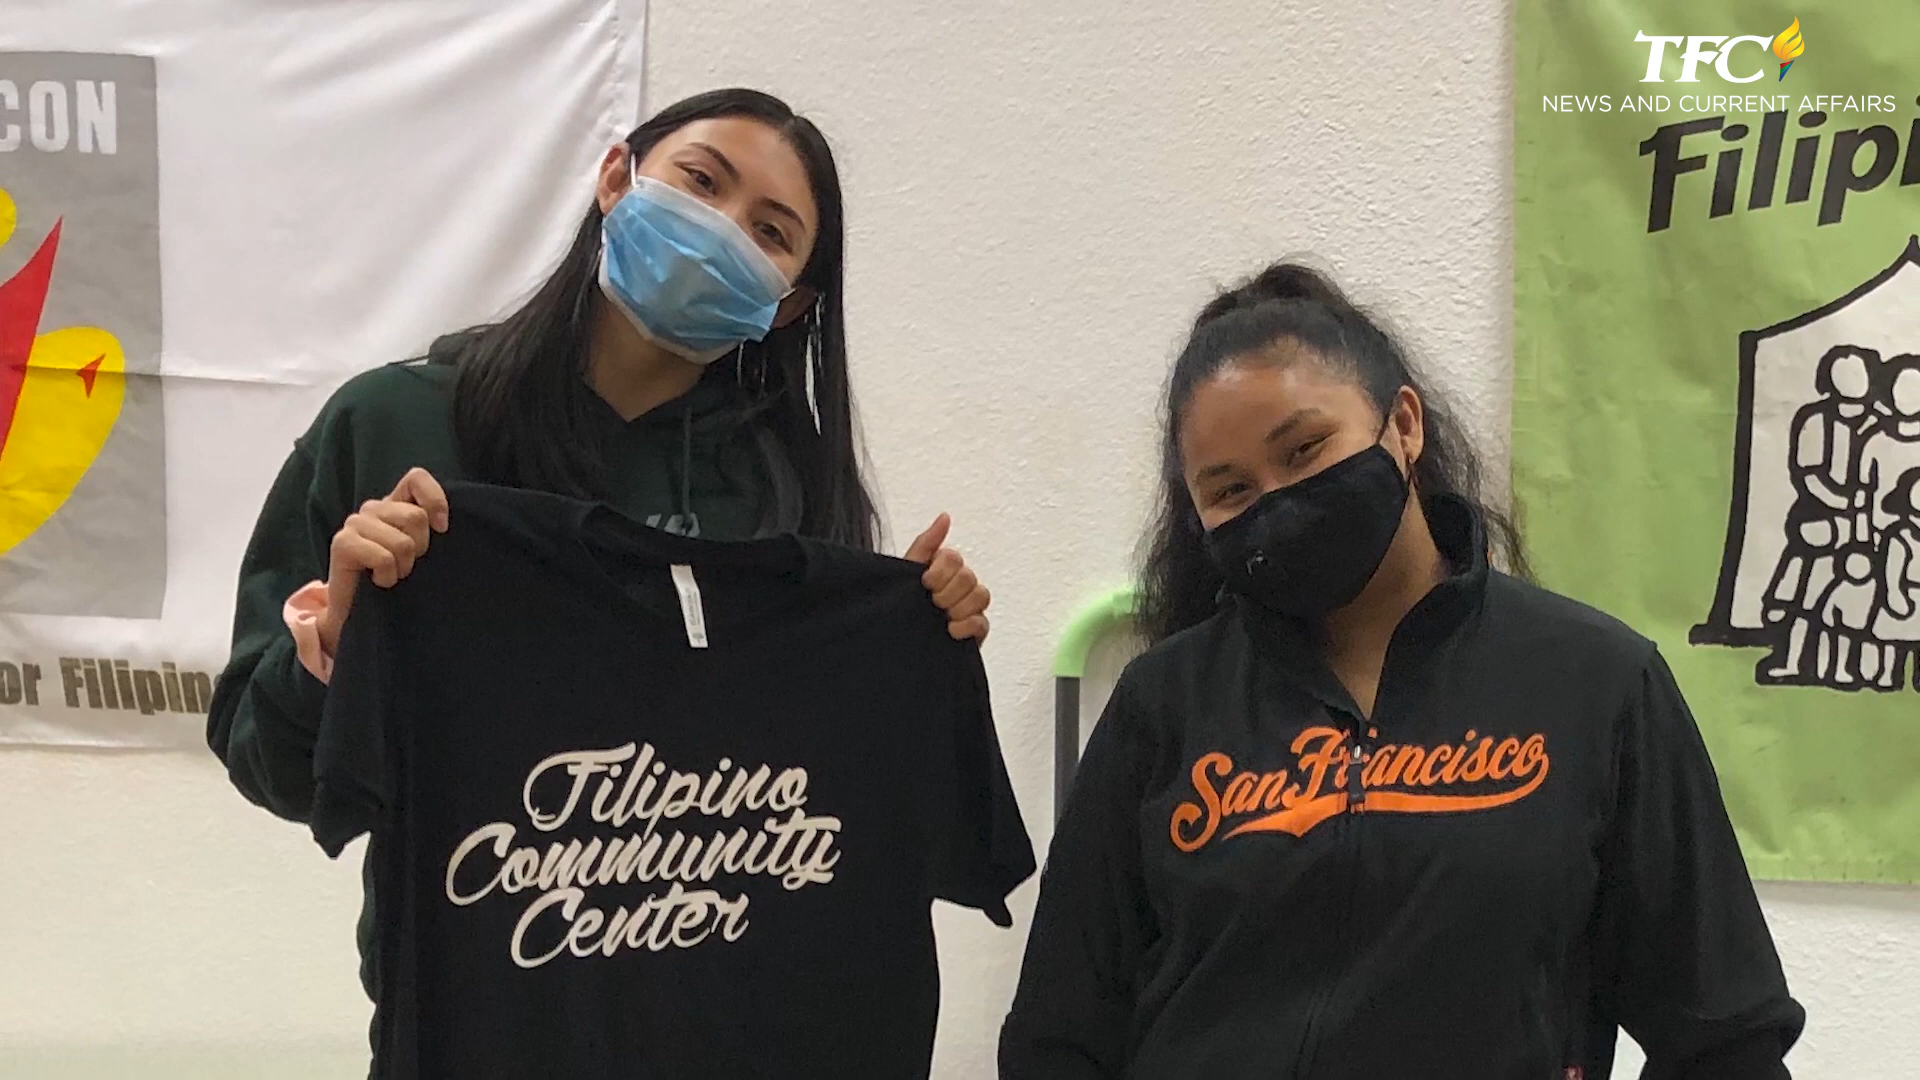 TFC
NEWS AND CURRENT AFFAIRS
CON
or Filipin
Filipino
Community
Center
San Francisco
Filipi